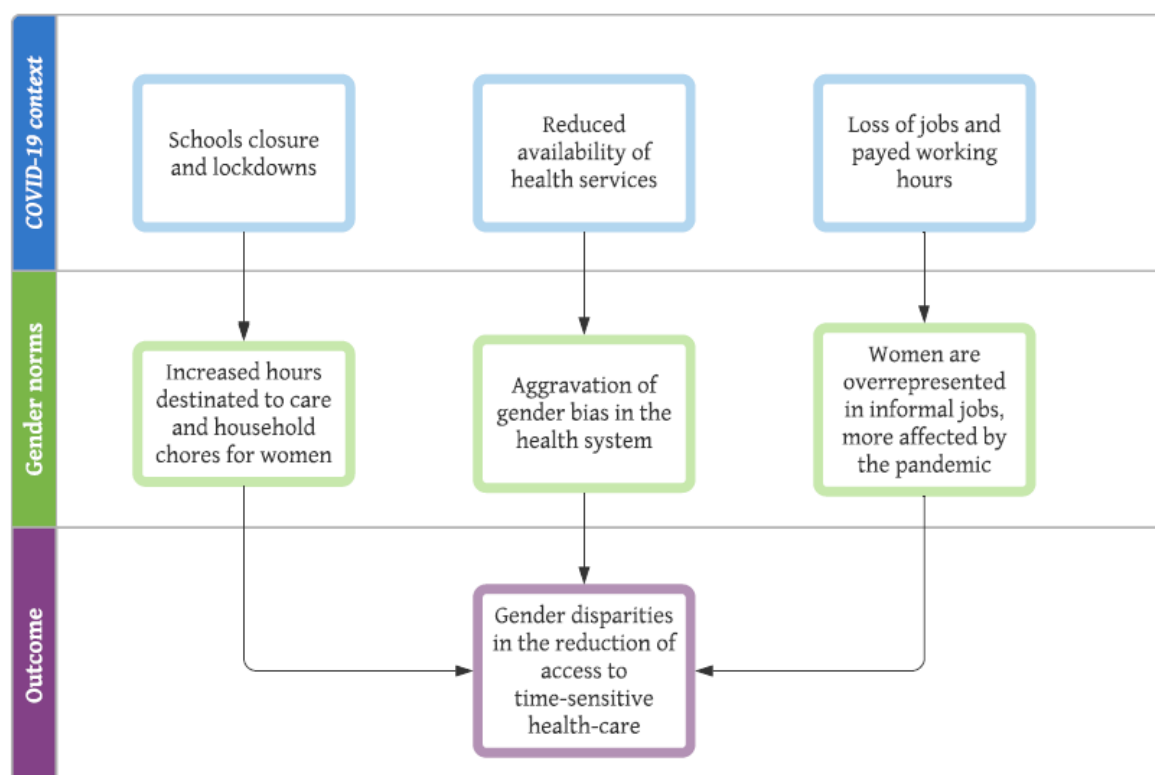 COVID-19 context
Schools closure
and lockdowns
Reduced
availability of
health services
Loss of jobs and
payed working
hours
Gender norms
Increased hours
destinated to care
and household
chores for women
Aggravation of
gender bias in the
health system
Women are
overrepresented
in informal jobs,
more affected by
the pandemic
Outcome
Gender disparities
in the reduction of
access to
time-sensitive
health-care